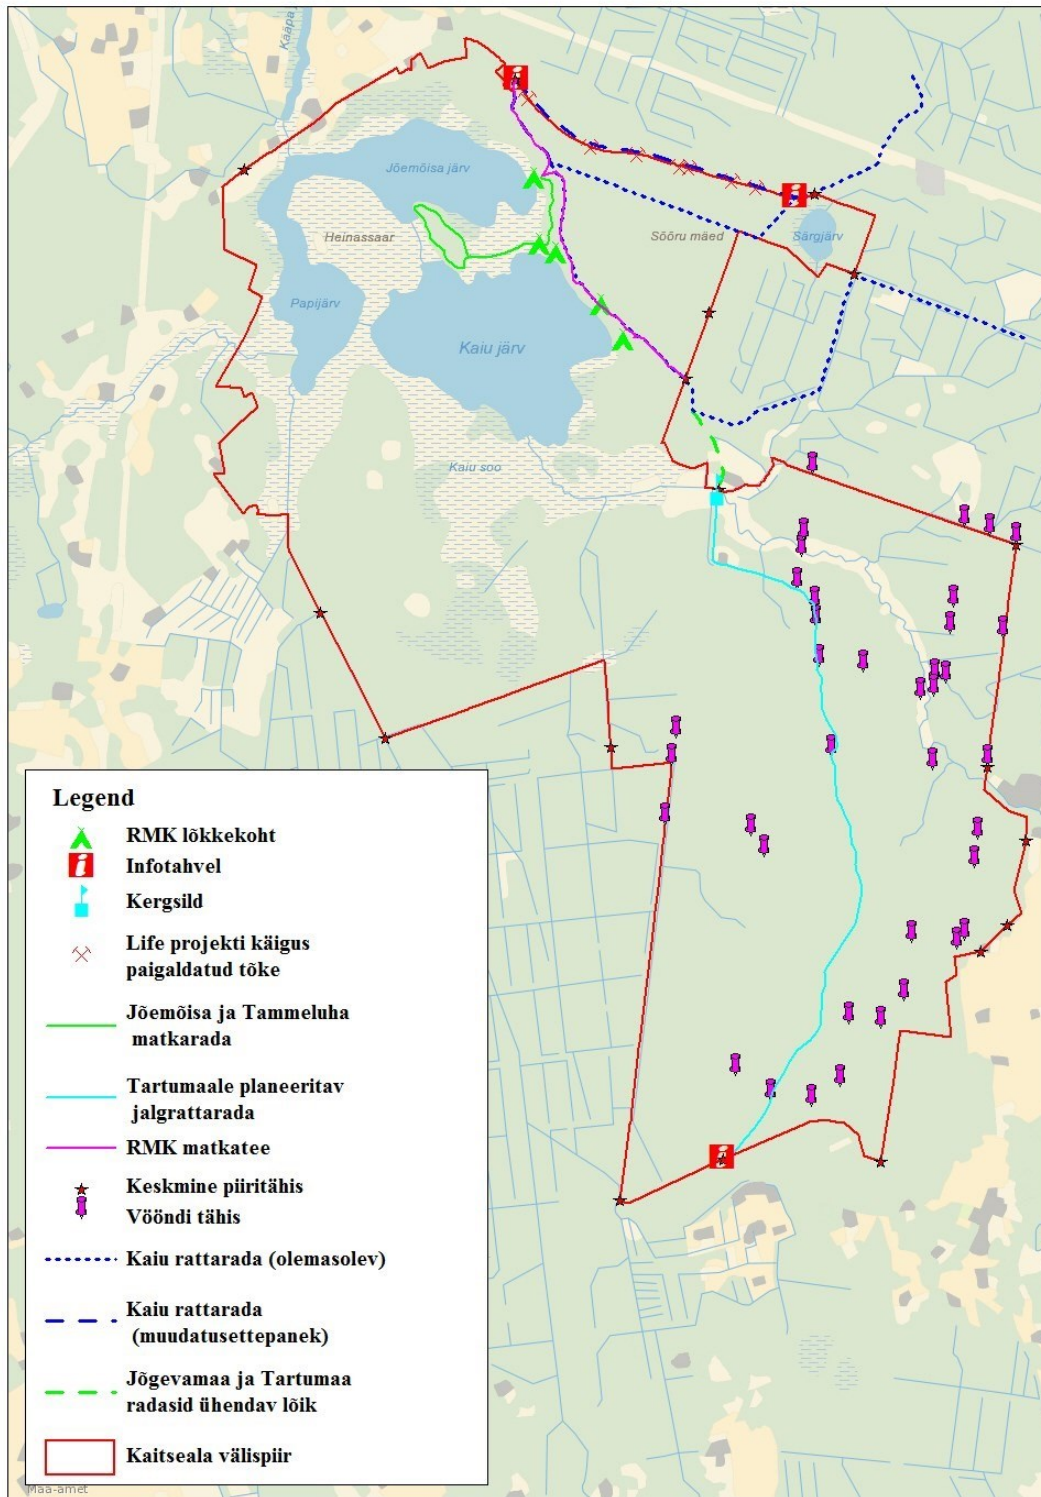 Kääpa
Jõemõisa järv
Heinassaar
Sõõru mäed
Särgjärv
Papijärv
Kaiu järv
Kaiu soo
Legend
RMK lõkkekoht
Infotahvel
Kergsild
Life projekti käigus
paigaldatud tõke
Jõemõisa ja Tammeluha
matkarada
Tartumaale planeeritav
jalgrattarada
RMK matkatee
Keskmine piiritähis
Vööndi tähis
Kaiu rattarada (olemasolev)
Kaiu rattarada
(muudatusettepanek)
Jõgevamaa ja Tartumaa
radasid ühendav lõik
Kaitseala välispiir
Maa-amet